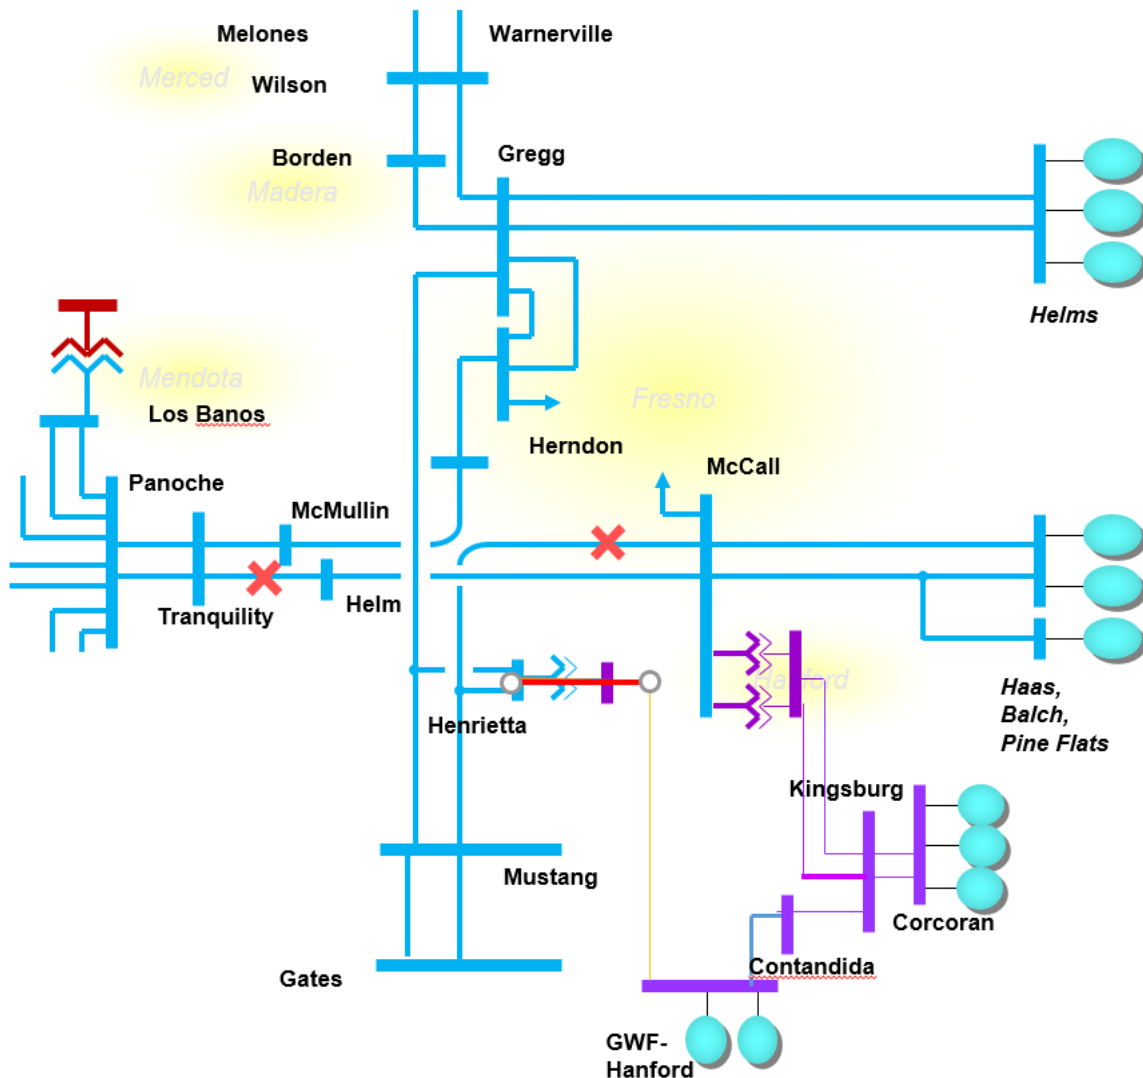 Melones
Warnerville
Merced
Wilson
Borden
Gregg
Madera
Helms
Mendota
Los Banos
Fresno
Herndon
McCall
Panoche
McMullin
Tranquility
Helm
Henrietta
Hanford
Haas,
Balch,
Pine Flats
Kingsburg
Mustang
Corcoran
Gates
Contandida
GWF-
Hanford